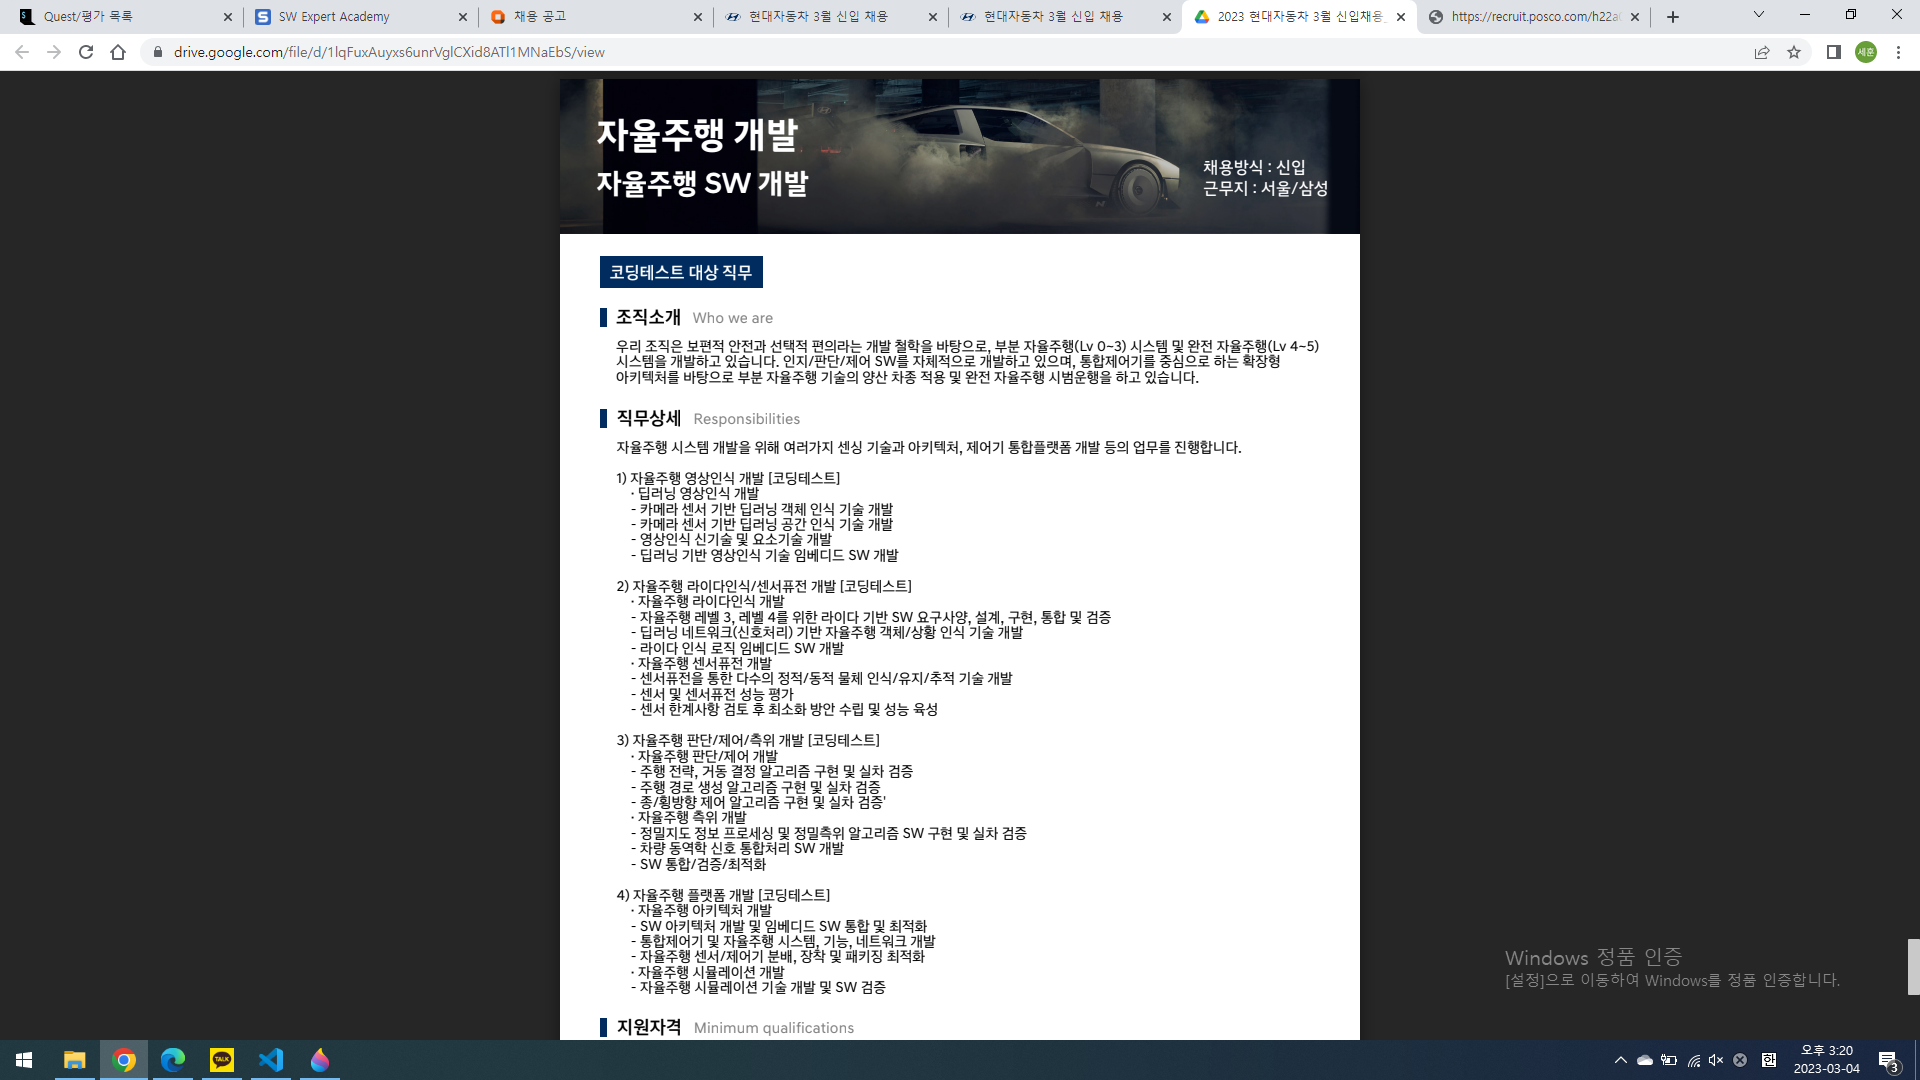 Quest/평가 목록
SW Expert Academy
채용 공고
현대자동차 3월 신입 채용
현대자동차 3월 신입 채용
2023 현대자동차 3월 신입채용_
https://recruit.posco.com/h22a
drive.google.com/file/d/1lqFuxAuyxs6unrVglCXid8ATl1MNaEbS/view
세훈
자율주행 개발
자율주행 SW 개발
채용방식 : 신입
근무지 : 서울/삼성
코딩테스트 대상 직무
조직소개 Who we are
우리 조직은 보편적 안전과 선택적 편의라는 개발 철학을 바탕으로, 부분 자율주행(Lv 0~3) 시스템 및 완전 자율주행(Lv 4~5)
시스템을 개발하고 있습니다. 인지/판단/제어 SW를 자체적으로 개발하고 있으며, 통합제어기를 중심으로 하는 확장형
아키텍처를 바탕으로 부분 자율주행 기술의 양산 차종 적용 및 완전 자율주행 시범운행을 하고 있습니다.
직무상세 Responsibilities
자율주행 시스템 개발을 위해 여러가지 센싱 기술과 아키텍처, 제어기 통합플랫폼 개발 등의 업무를 진행합니다.
1) 자율주행 영상인식 개발 [코딩테스트]
· 딥러닝 영상인식 개발
- 카메라 센서 기반 딥러닝 객체 인식 기술 개발
- 카메라 센서 기반 딥러닝 공간 인식 기술 개발
- 영상인식 신기술 및 요소기술 개발
- 딥러닝 기반 영상인식 기술 임베디드 SW 개발
2) 자율주행 라이다인식/센서퓨전 개발 [코딩테스트]
· 자율주행 라이다인식 개발
- 자율주행 레벨 3, 레벨 4를 위한 라이다 기반 SW 요구사양, 설계, 구현, 통합 및 검증
- 딥러닝 네트워크(신호처리) 기반 자율주행 객체/상황 인식 기술 개발
- 라이다 인식 로직 임베디드 SW 개발
· 자율주행 센서퓨전 개발
- 센서퓨전을 통한 다수의 정적/동적 물체 인식/유지/추적 기술 개발
- 센서 및 센서퓨전 성능 평가
- 센서 한계사항 검토 후 최소화 방안 수립 및 성능 육성
3) 자율주행 판단/제어/측위 개발 [코딩테스트]
· 자율주행 판단/제어 개발
- 주행 전략, 거동 결정 알고리즘 구현 및 실차 검증
- 주행 경로 생성 알고리즘 구현 및 실차 검증
- 종/횡방향 제어 알고리즘 구현 및 실차 검증'
· 자율주행 측위 개발
- 정밀지도 정보 프로세싱 및 정밀측위 알고리즘 SW 구현 및 실차 검증
- 차량 동역학 신호 통합처리 SW 개발
- SW 통합/검증/최적화
4) 자율주행 플랫폼 개발 [코딩테스트]
· 자율주행 아키텍처 개발
- SW 아키텍처 개발 및 임베디드 SW 통합 및 최적화
- 통합제어기 및 자율주행 시스템, 기능, 네트워크 개발
- 자율주행 센서/제어기 분배, 장착 및 패키징 최적화
· 자율주행 시뮬레이션 개발
- 자율주행 시뮬레이션 기술 개발 및 SW 검증
지원자격 Minimum qualifications
Windows 정품 인증
[설정]으로 이동하여 Windows를 정품 인증합니다.
TALK
한
오후 3:20
2023-03-04
3